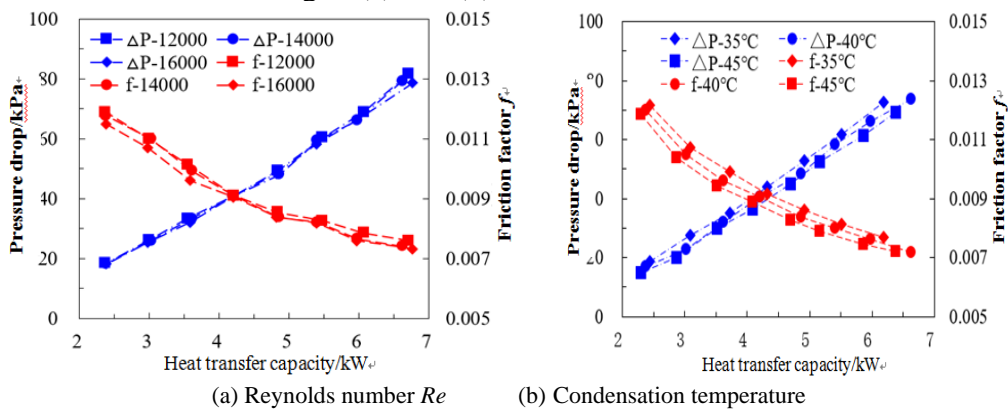 100
80
60
40
20
0
Pressure drop/kPa
△P-12000 △P-14000
△P-16000 f-12000
f-14000 f-16000
0.015
0.013
0.011
0.009
0.007
0.005
Friction factor f
2 3 4 5 6 7
Heat transfer capacity/kW
100
0
0
0
0
0
Pressure drop/kPa
△P-35℃ △P-40℃
△P-45℃ f-35℃
f-40℃ f-45℃
0.015
0.013
0.011
0.009
0.007
0.005
Friction factor f
2 3 4 5 6 7
Heat transfer capacity/kW
(a) Reynolds number Re (b) Condensation temperature